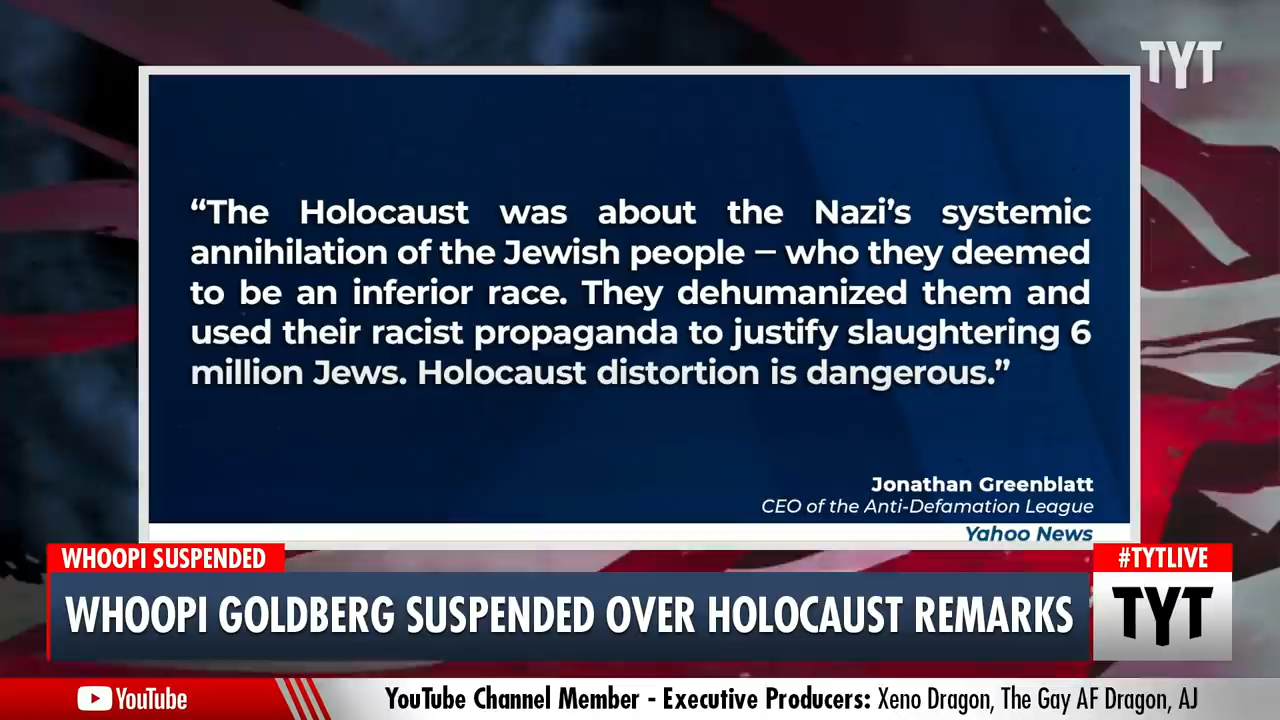 TYT
“The Holocaust was about the Nazi’s systemic
annihilation of the Jewish people – who they deemed
to be an inferior race. They dehumanized them and
used their racist propaganda to justify slaughtering 6
million Jews. Holocaust distortion is dangerous.”
Jonathan Greenblatt
CEO of the Anti-Defamation League
Yahoo News
WHOOPI SUSPENDED
#TYTLIVE
WHOOPI GOLDBERG SUSPENDED OVER HOLOCAUST REMARKS
TYT
YouTube
YouTube Channel Member - Executive Producers: Xeno Dragon, The Gay AF Dragon, AJ